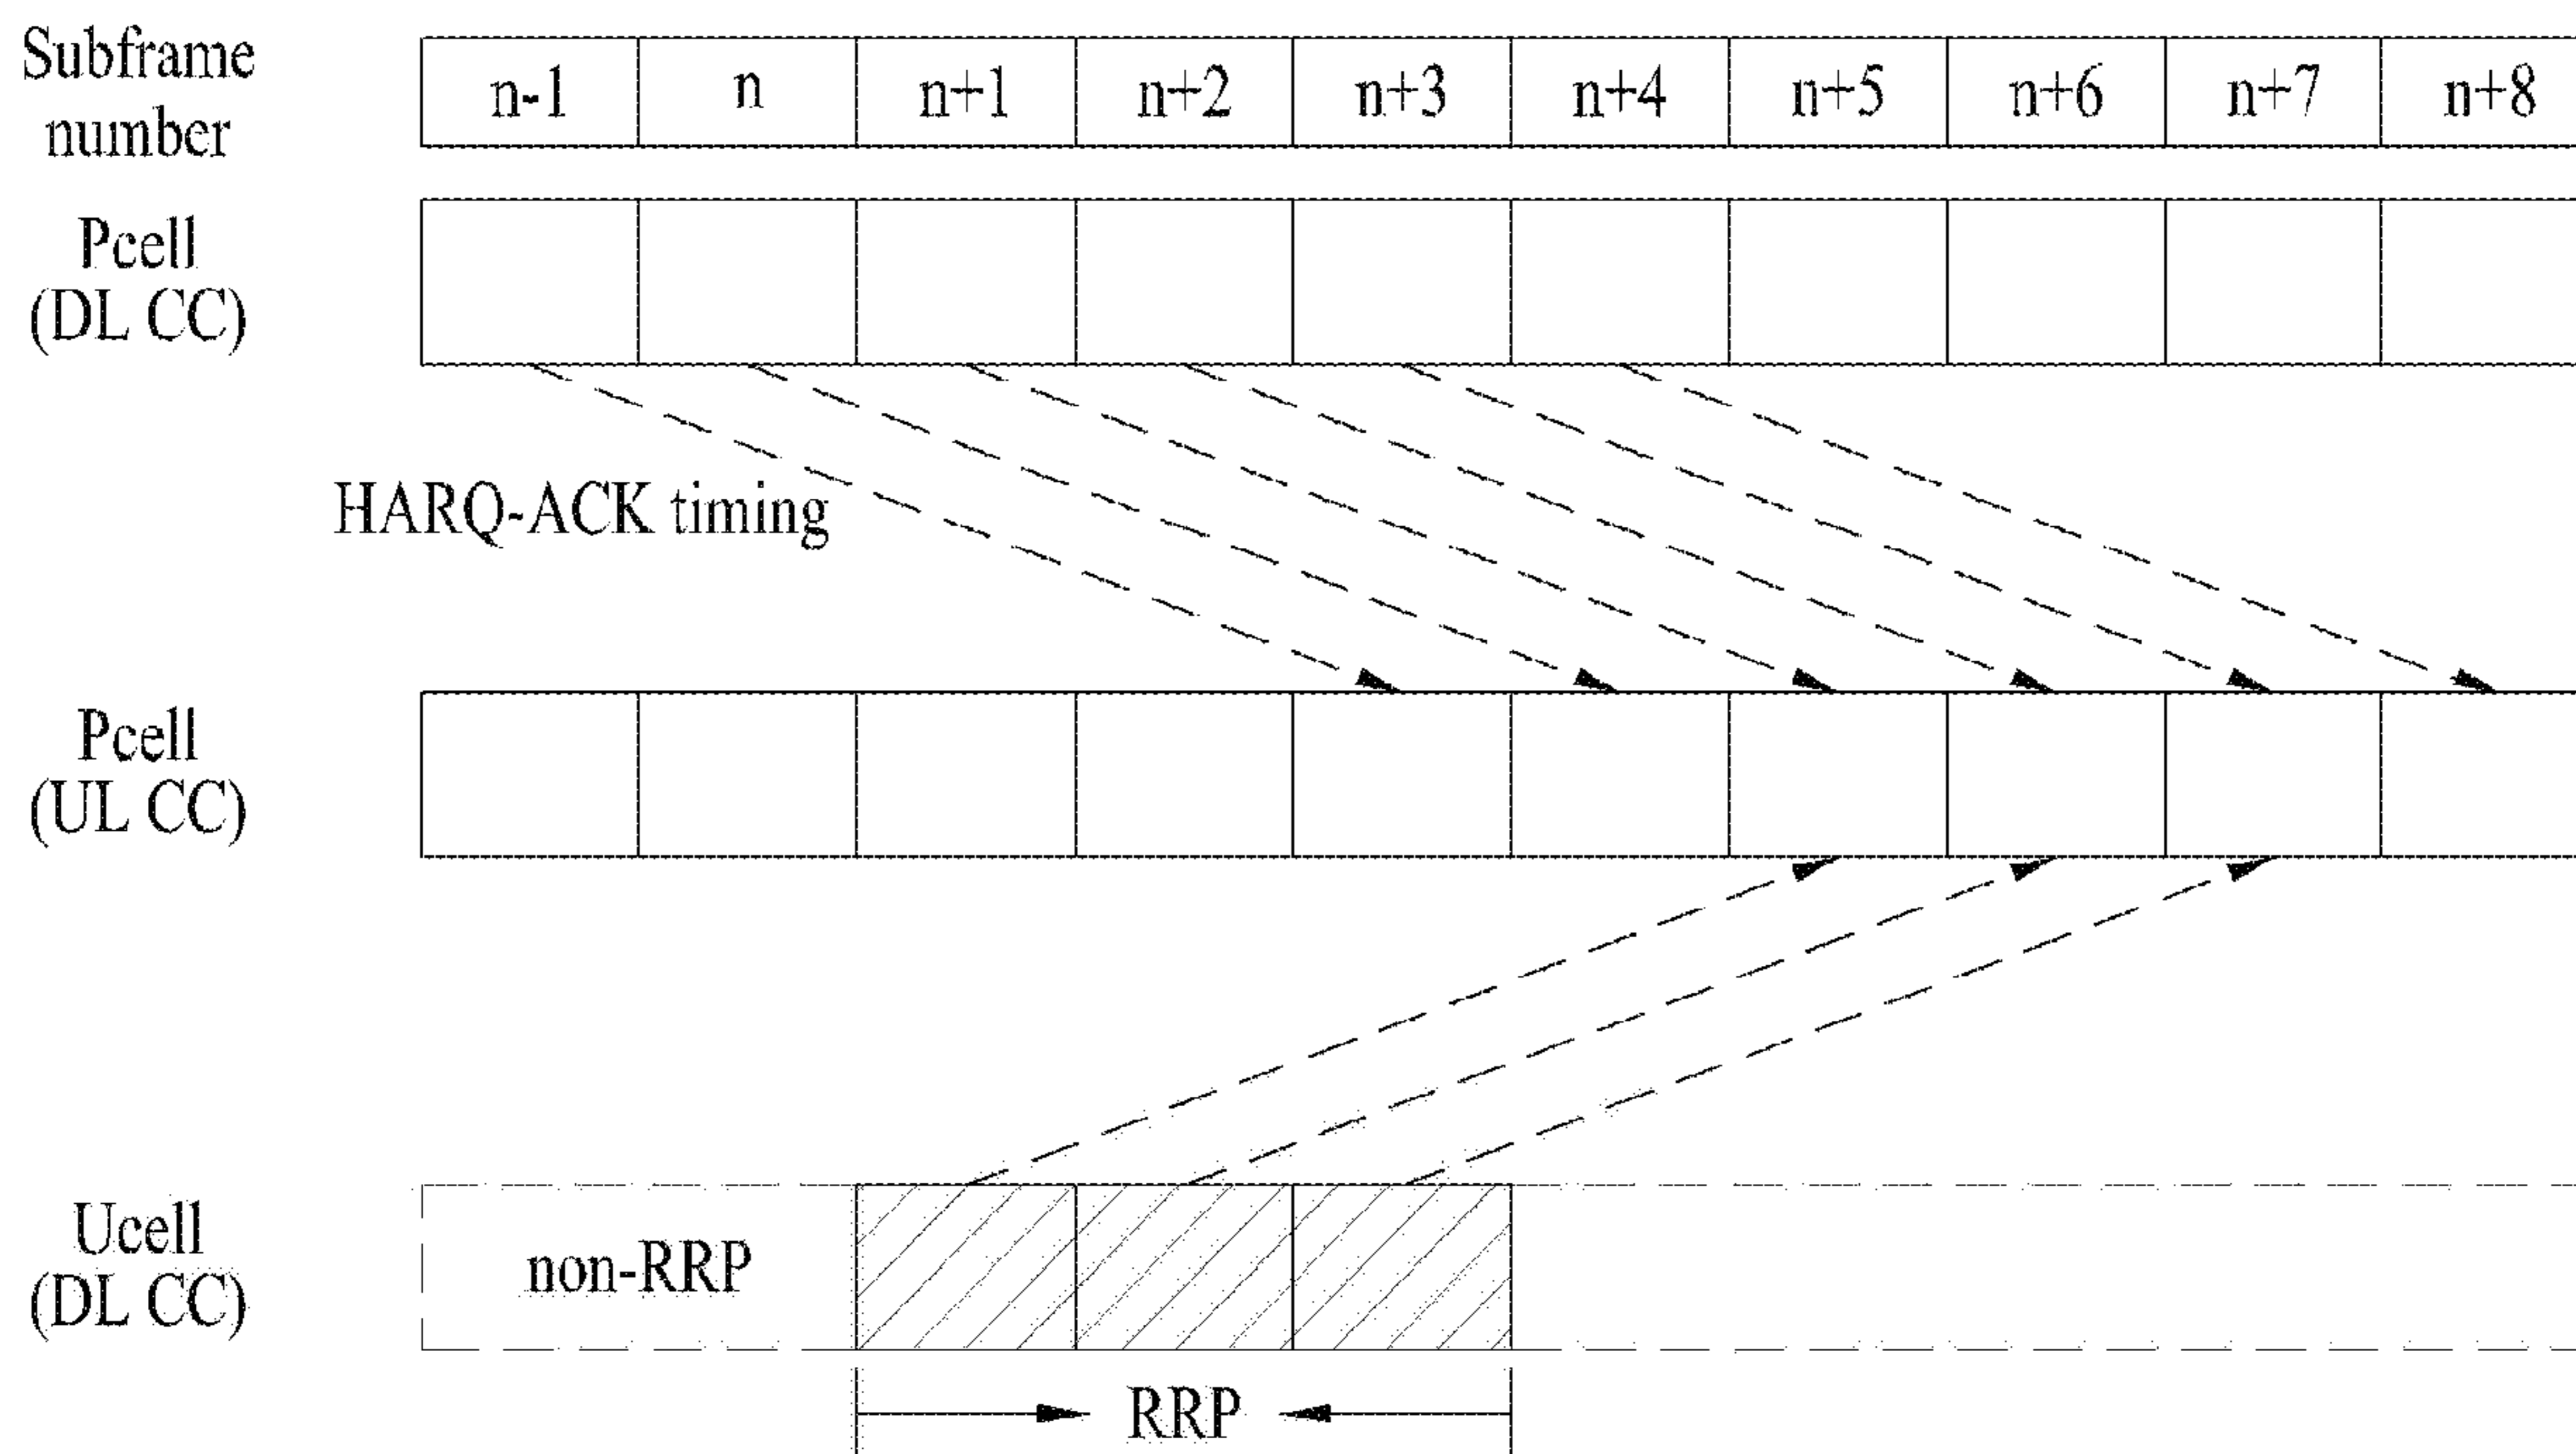 Subframe
number
n-1 n n+1 n+2 n+3 n+4 n+5 n+6 n+7 n+8
Pcell
(DL CC)
HARQ-ACK timing
Pcell
(UL CC)
Ucell
(DL CC)
non-RRP
RRP